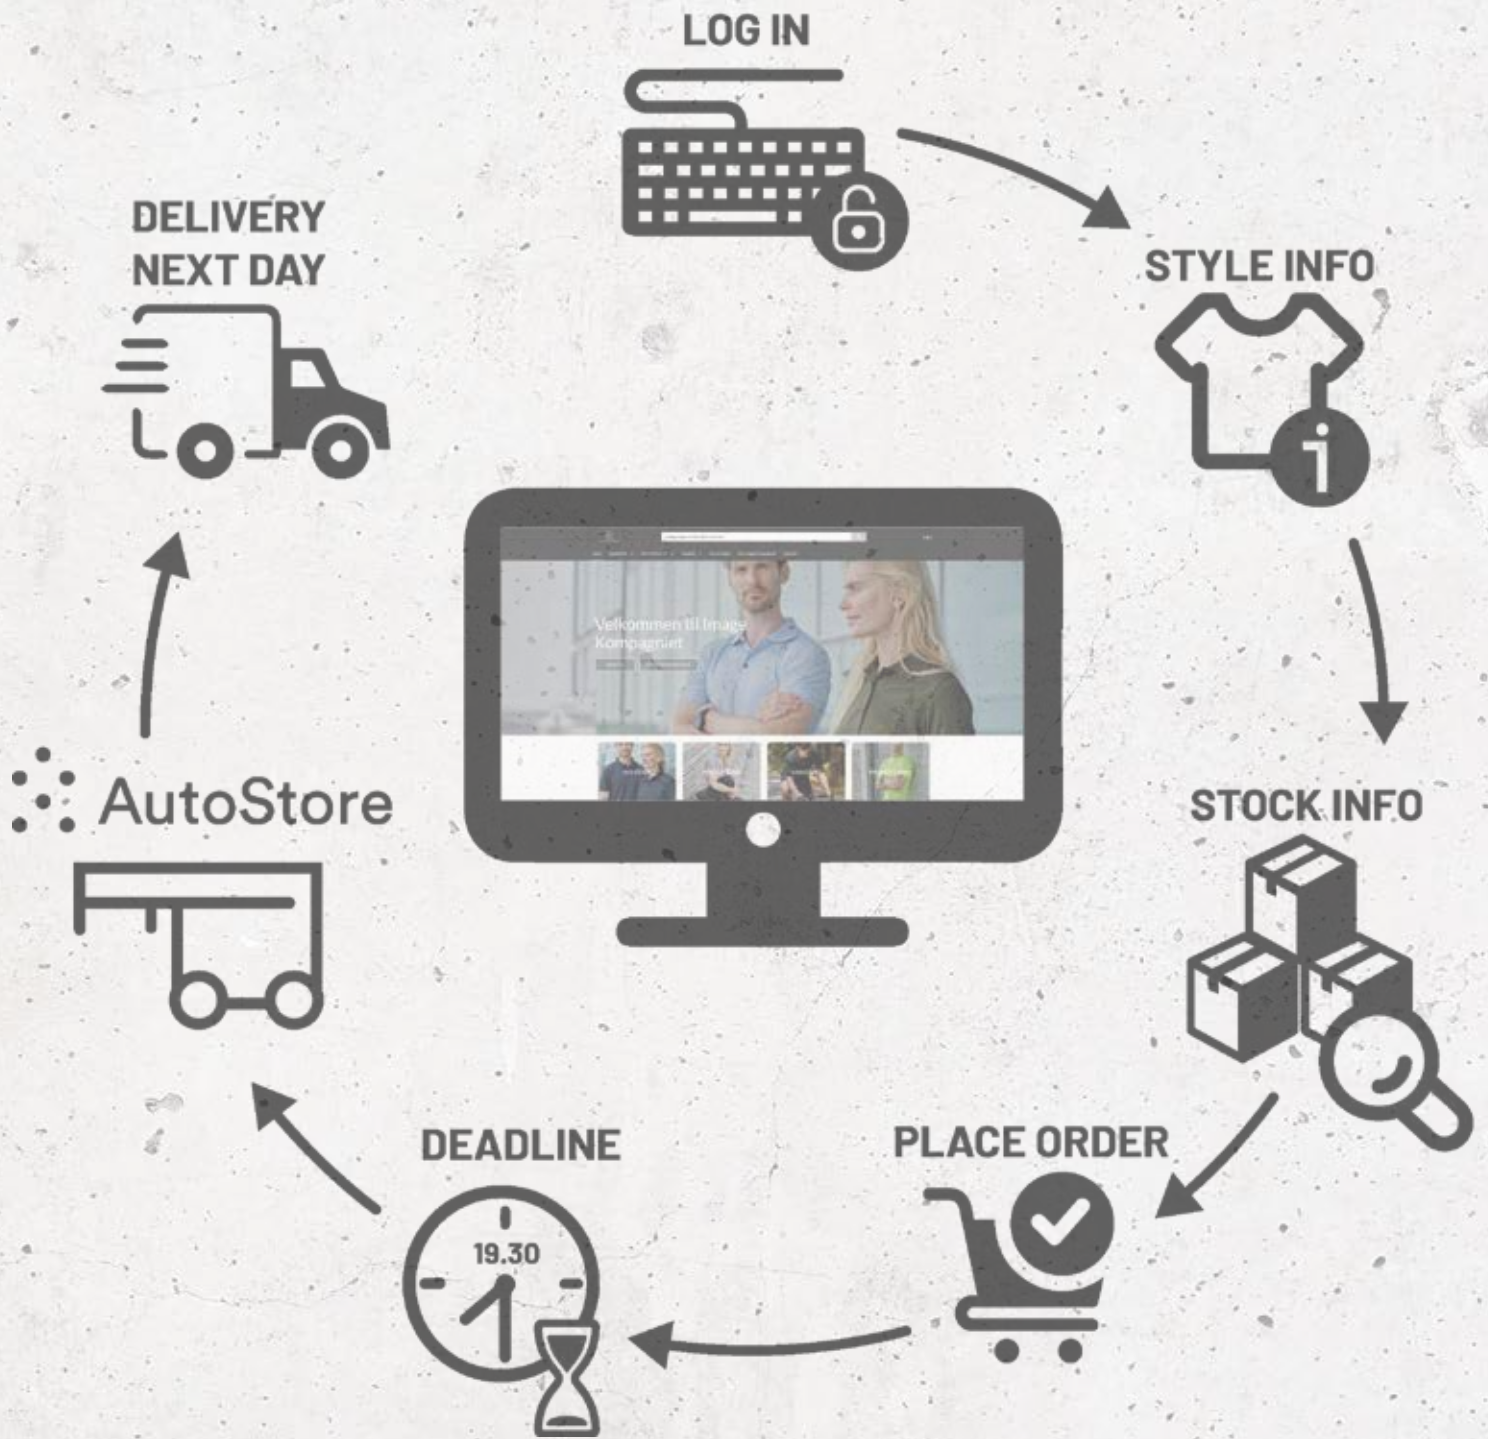 LOG IN
DELIVERY
NEXT DAY
STYLE INFO
Velkommen til Image
Kompagniet
AutoStore
STOCK INFO
DEADLINE
19.30
PLACE ORDER